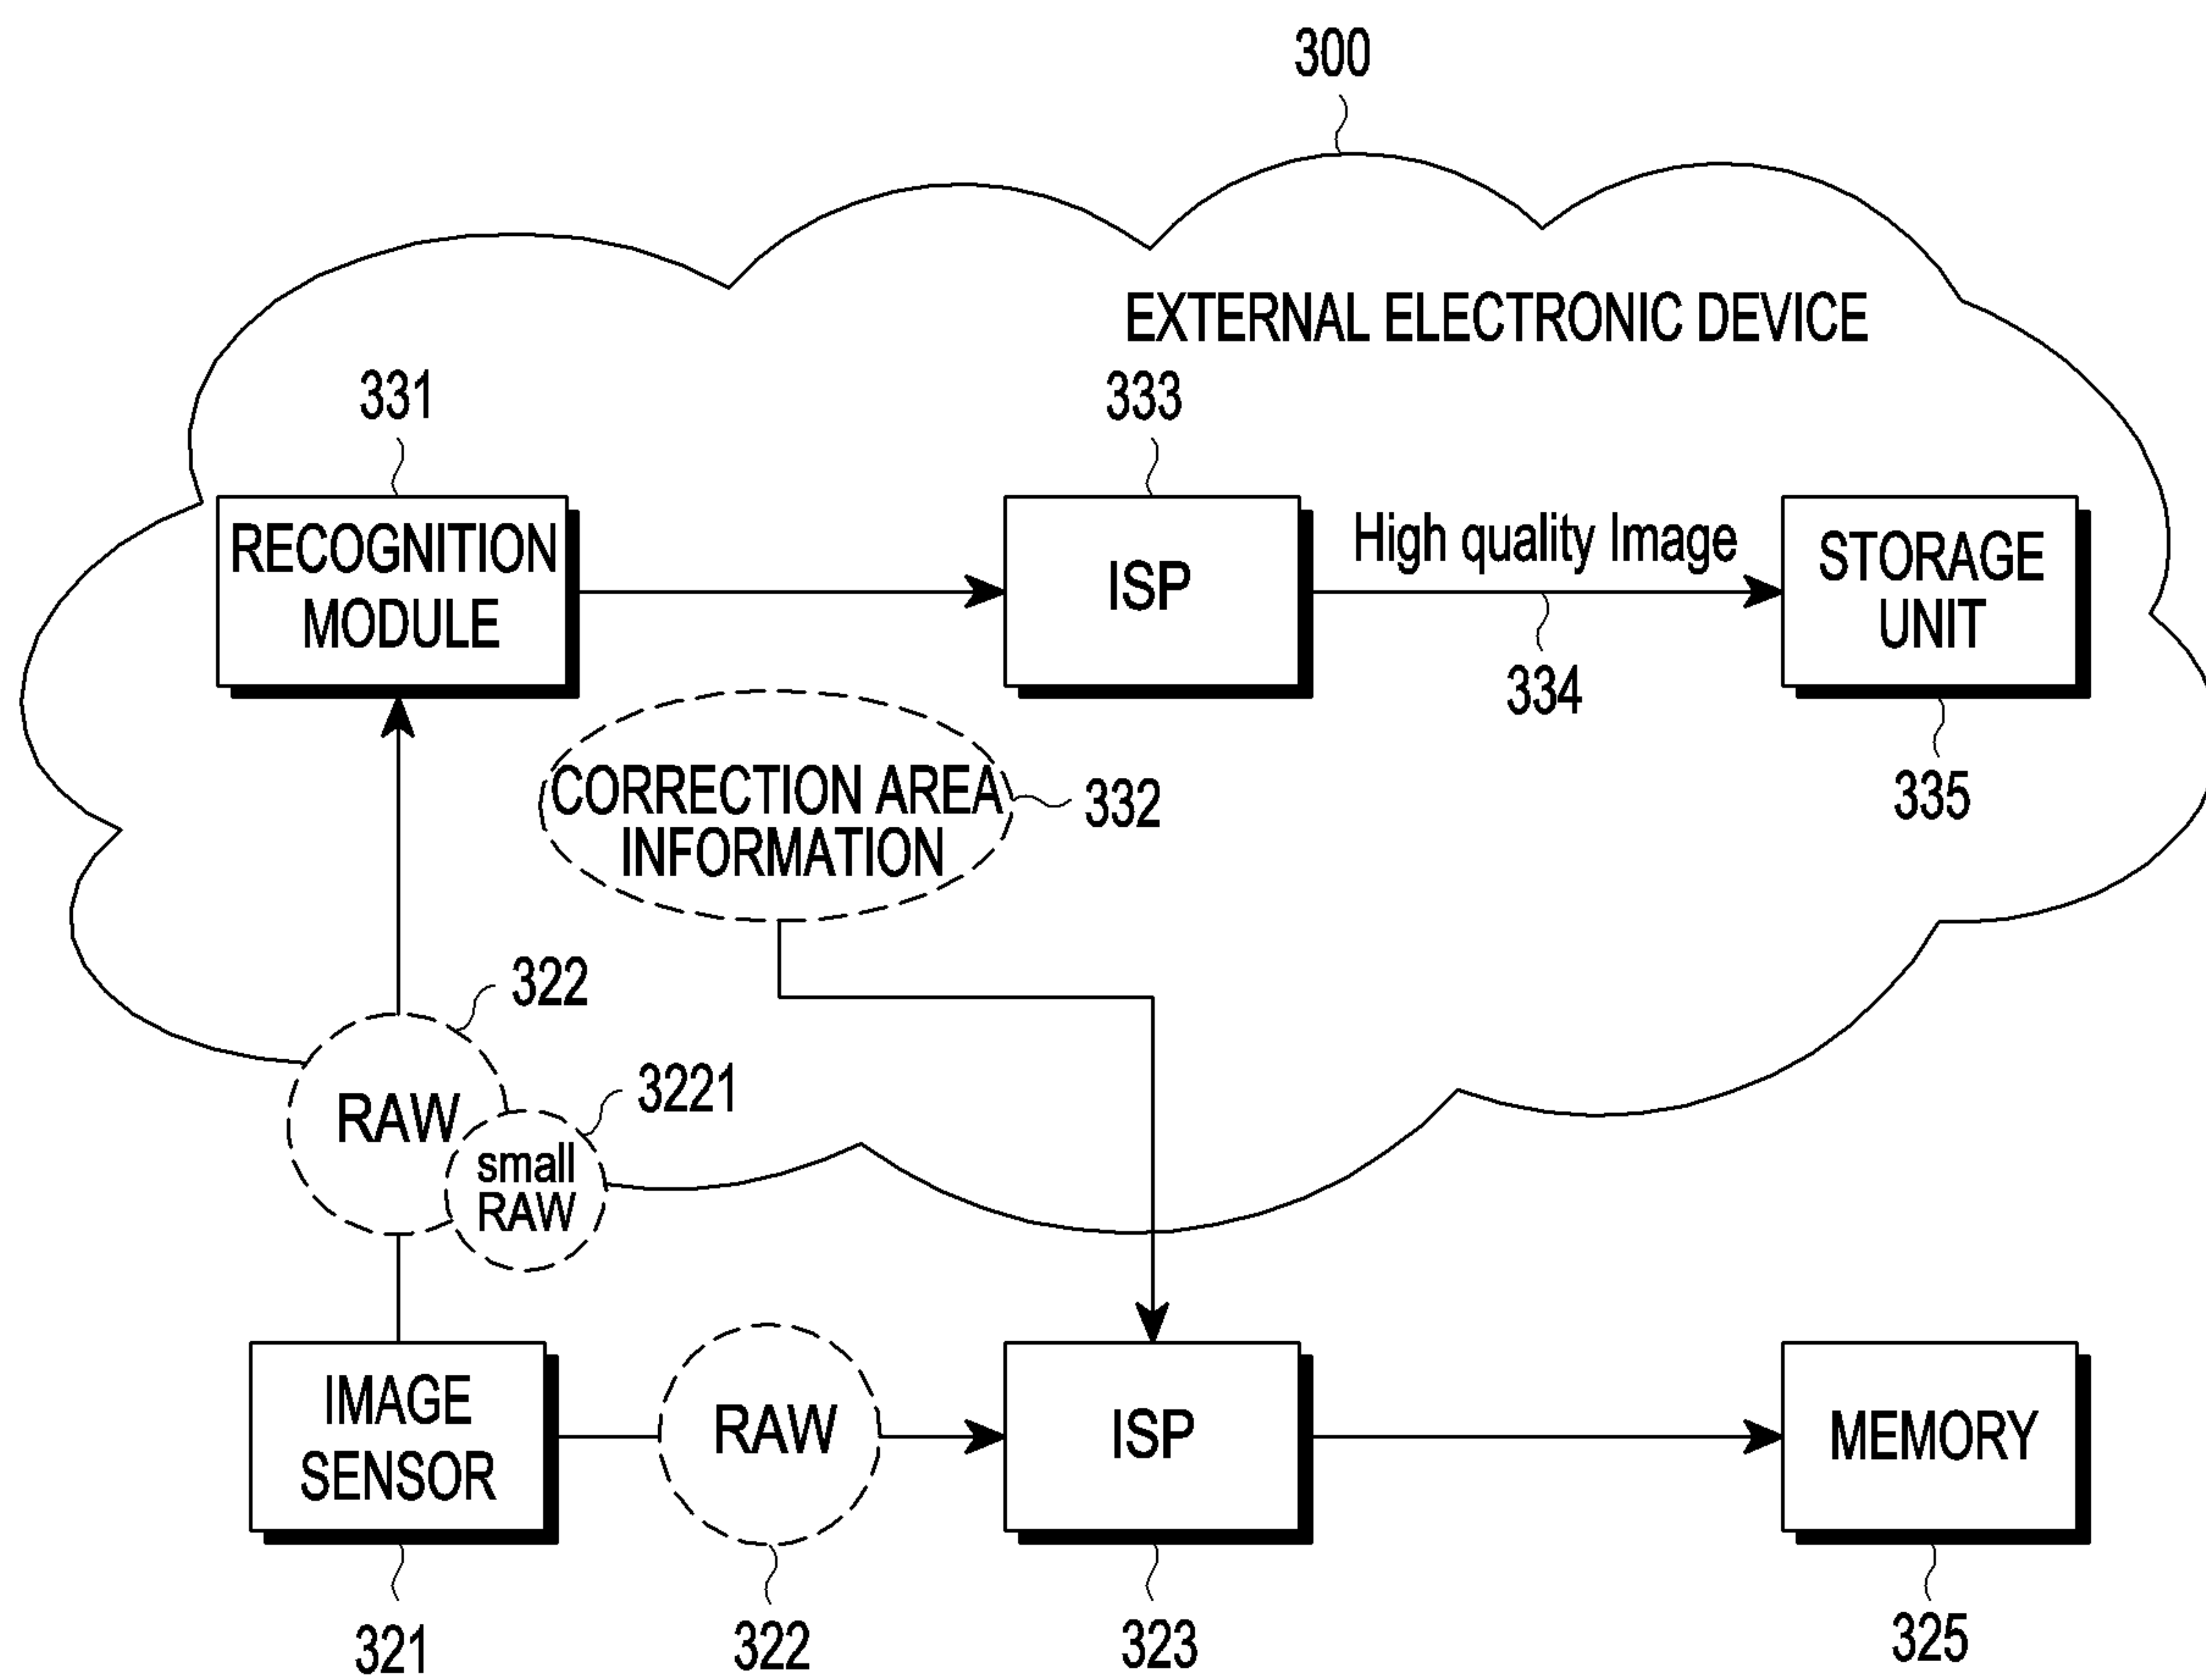 300
EXTERNAL ELECTRONIC DEVICE
331
333
RECOGNITION
MODULE
ISP
High quality Image
334
STORAGE
UNIT
335
CORRECTION AREA
INFORMATION
332
322
RAW
3221
small
RAW
IMAGE
SENSOR
321
RAW
322
ISP
323
MEMORY
325